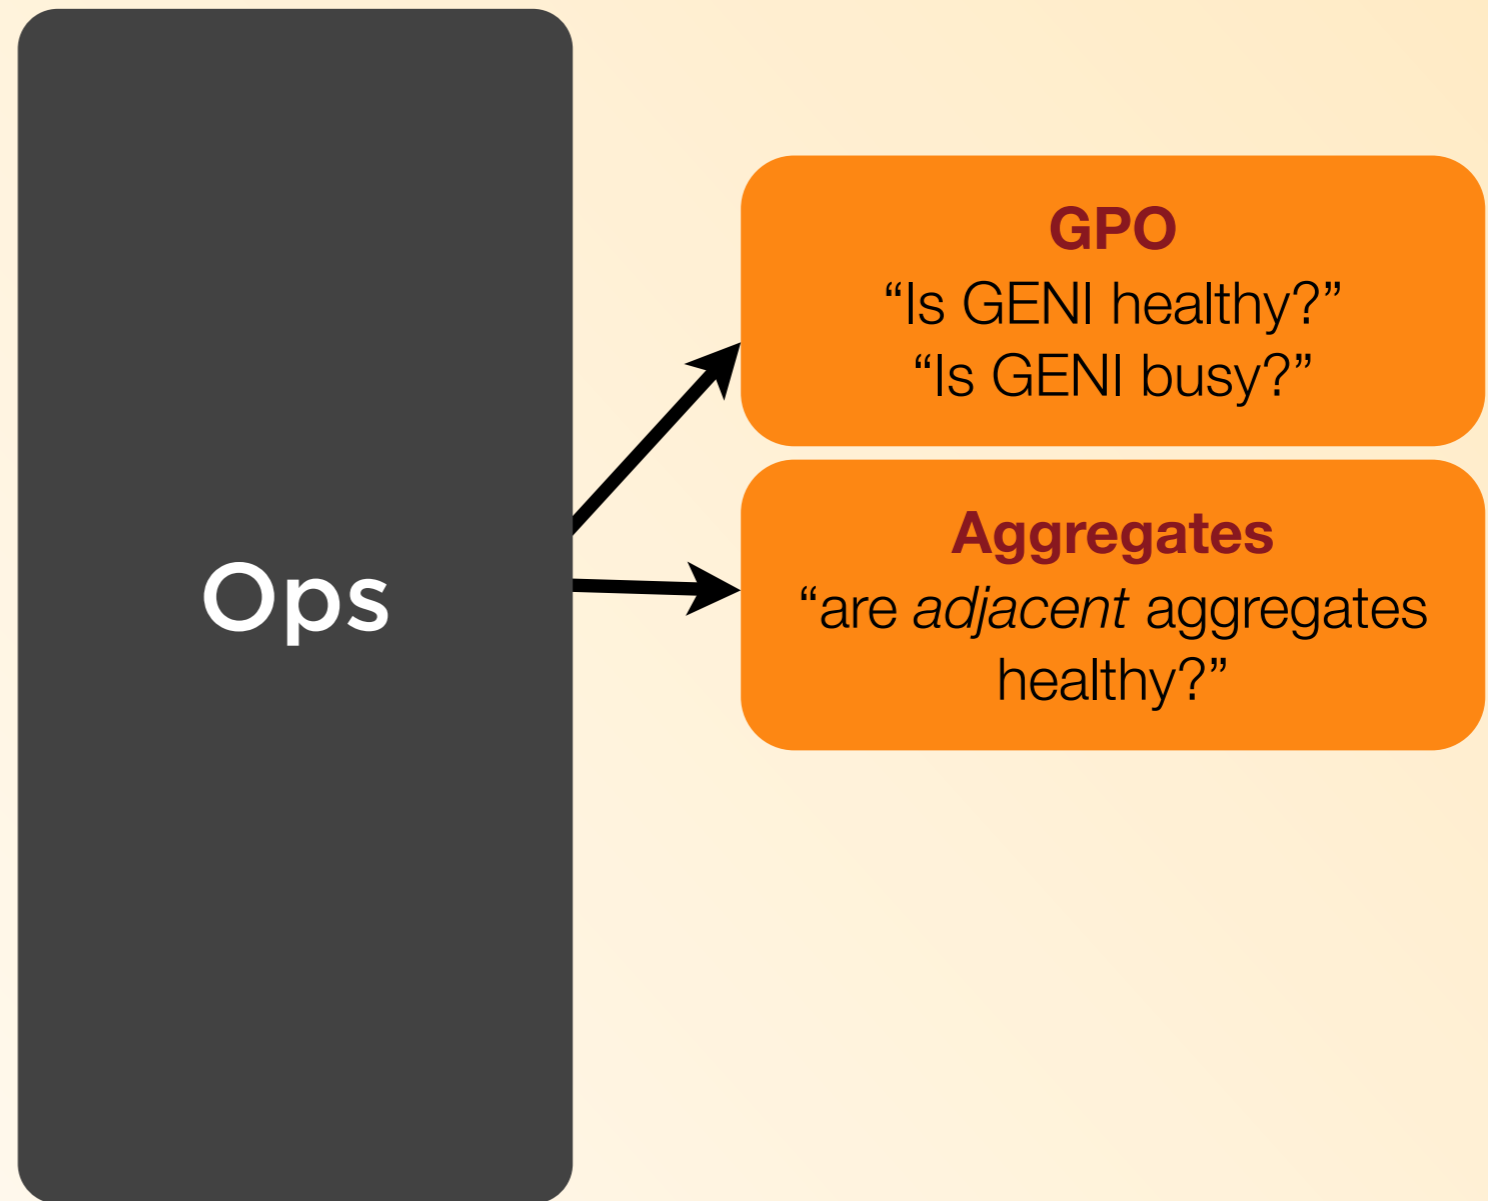 Ops
GPO
“Is GENI healthy?”
“Is GENI busy?”
Aggregates
“are adjacent aggregates
healthy?”